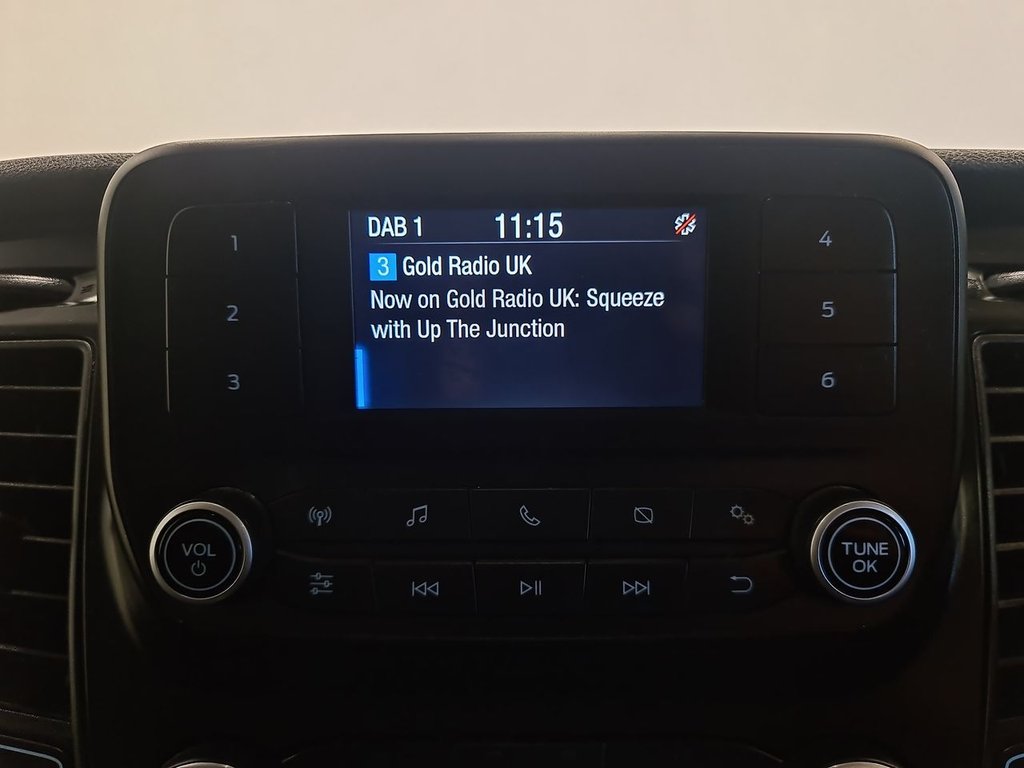 DAB 1 11:15
3 Gold Radio UK
Now on Gold Radio UK: Squeeze
with Up The Junction
1
2
3
4
5
6
VOL
TUNE
OK